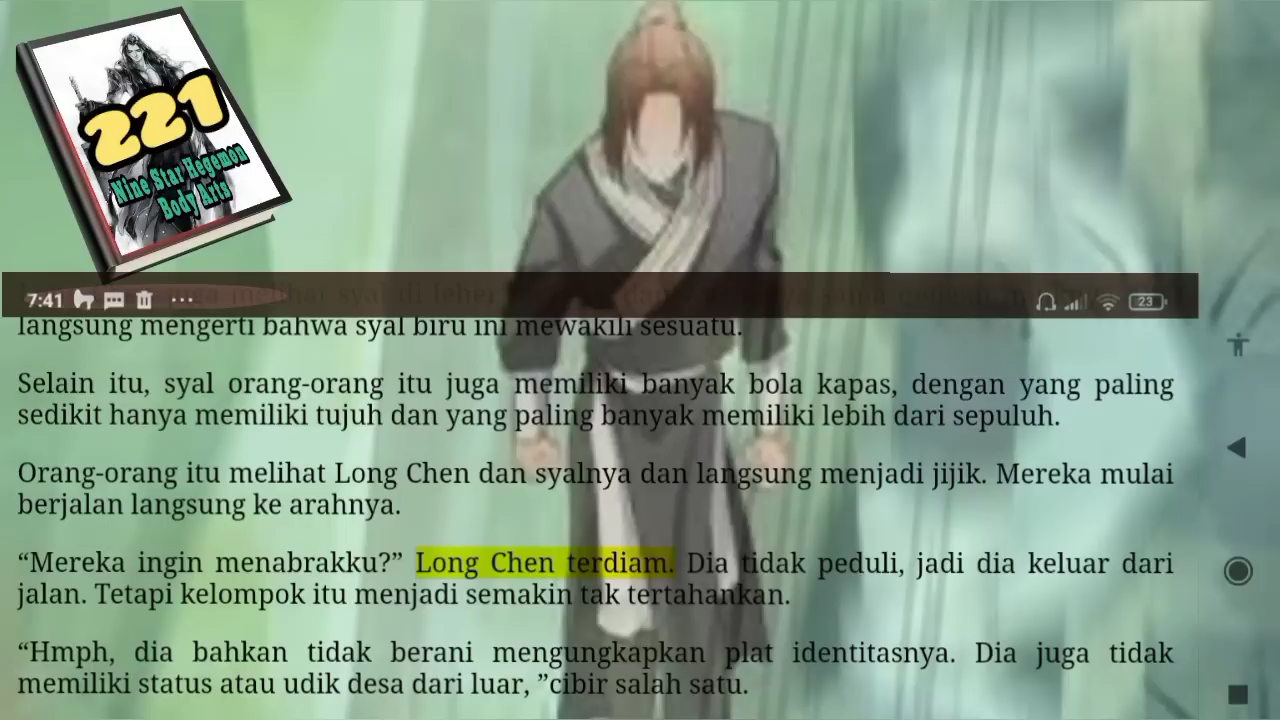 221
Nine Star Hegemon
Body Arts
7:41
23
langsung mengerti bahwa syal biru ini mewakili sesuatu.
Selain itu, syal orang-orang itu juga memiliki banyak bola kapas, dengan yang paling
sedikit hanya memiliki tujuh dan yang paling banyak memiliki lebih dari sepuluh.
Orang-orang itu melihat Long Chen dan syalnya dan langsung menjadi jijik. Mereka mulai
berjalan langsung ke arahnya.
“Mereka ingin menabrakku?” Long Chen terdiam. Dia tidak peduli, jadi dia keluar dari
jalan. Tetapi kelompok itu menjadi semakin tak tertahankan.
“Hmph, dia bahkan tidak berani mengungkapkan plat identitasnya. Dia juga tidak
memiliki status atau udik desa dari luar, ”cibir salah satu.